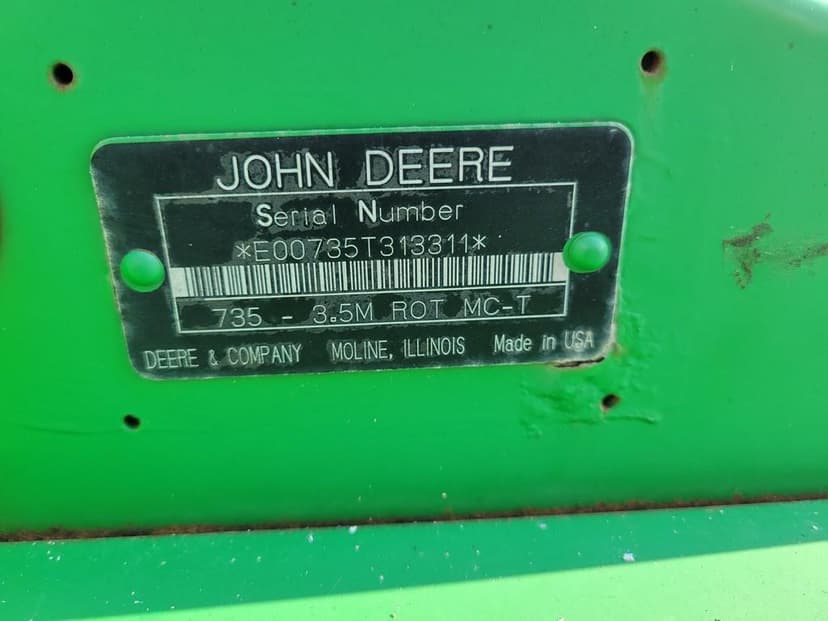 JOHN DEERE
Serial Number
*E00735T313311*
735 - 3.5M ROT MC-T
DEERE & COMPANY MOLINE, ILLINOIS Made in USA